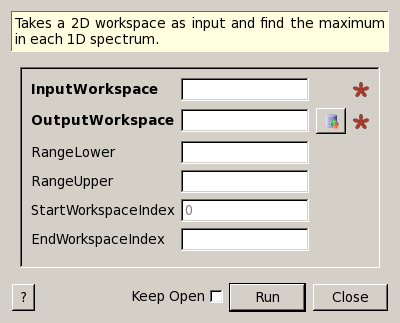 Takes a 2D workspace as input and find the maximum
in each 1D spectrum.
InputWorkspace *
OutputWorkspace *
RangeLower
RangeUpper
StartWorkspaceIndex 0
EndWorkspaceIndex
? Keep Open Run Close